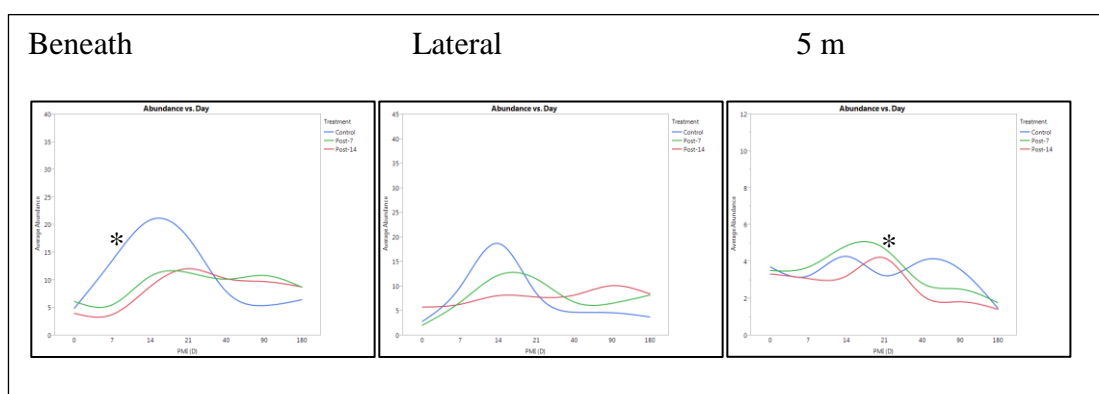 Beneath Lateral 5 m
Abundance vs. Day
40
35
30
25
20
15
10
5
0
Average Abundance
0 7 14 21 40 90 180
PMI (D)
Treatment
Control
Post-7
Post-14
*
Abundance vs. Day
45
40
35
30
25
20
15
10
5
0
Average Abundance
0 7 14 21 40 90 180
PMI (D)
Treatment
Control
Post-7
Post-14
Abundance vs. Day
12
10
8
6
4
2
0
Average Abundance
0 7 14 21 40 90 180
PMI (D)
Treatment
Control
Post-7
Post-14
*